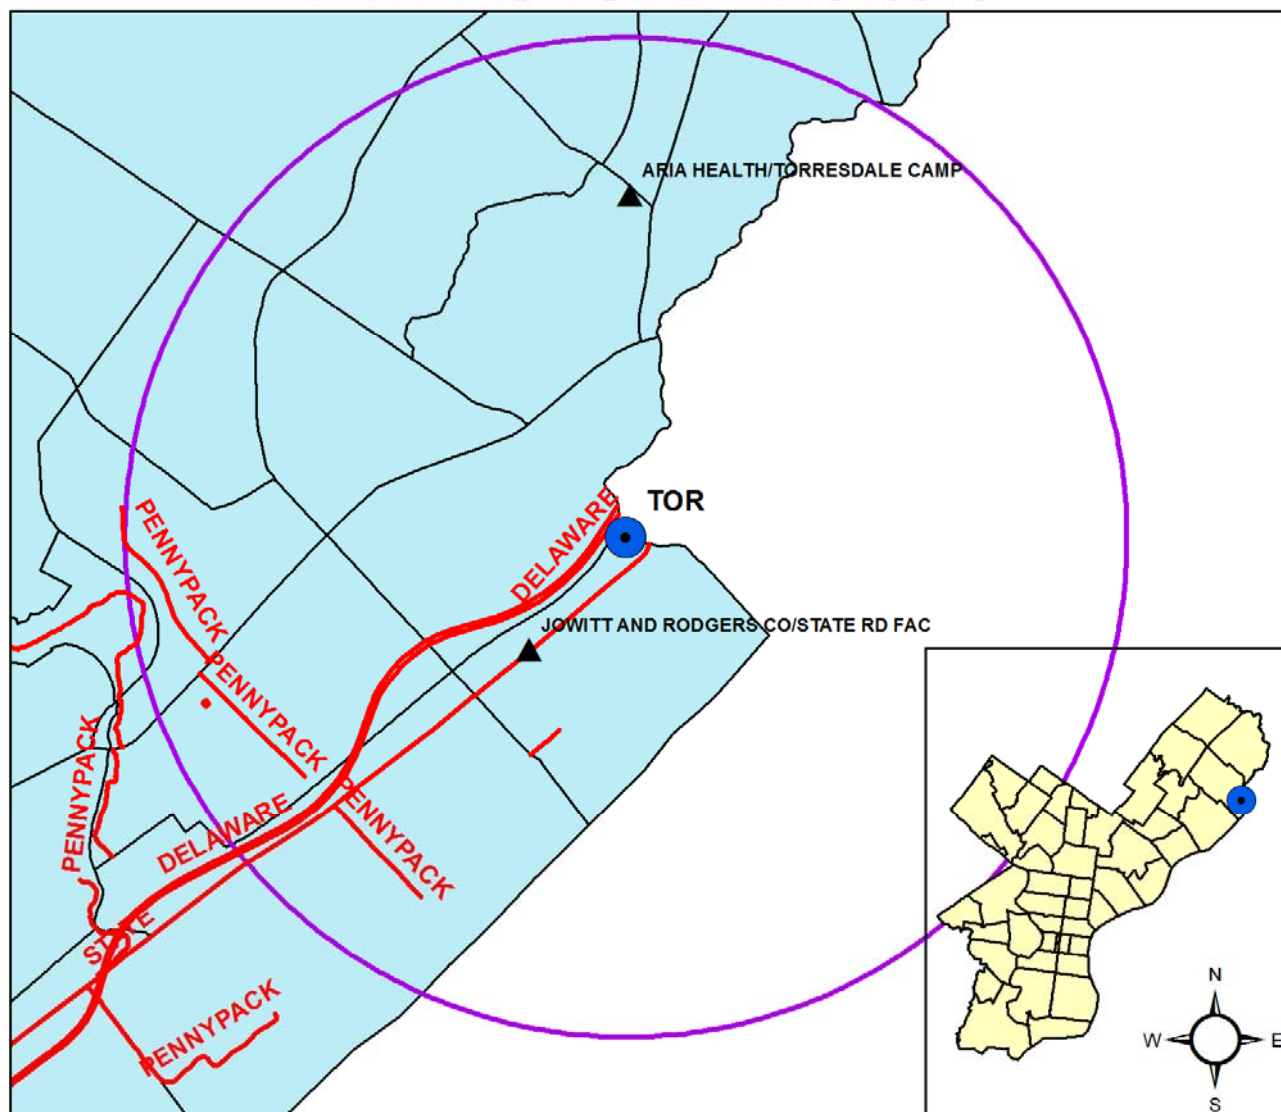 ARIA HEALTH/TORRESDALE CAMP
TOR
DELAWARE
PENNYPACK
JOWITT AND RODGERS CO/STATE RD FAC
PENNYPACK
PENNYPACK
PENNYPACK
DELAWARE
STATE
PENNYPACK
N
W
E
S